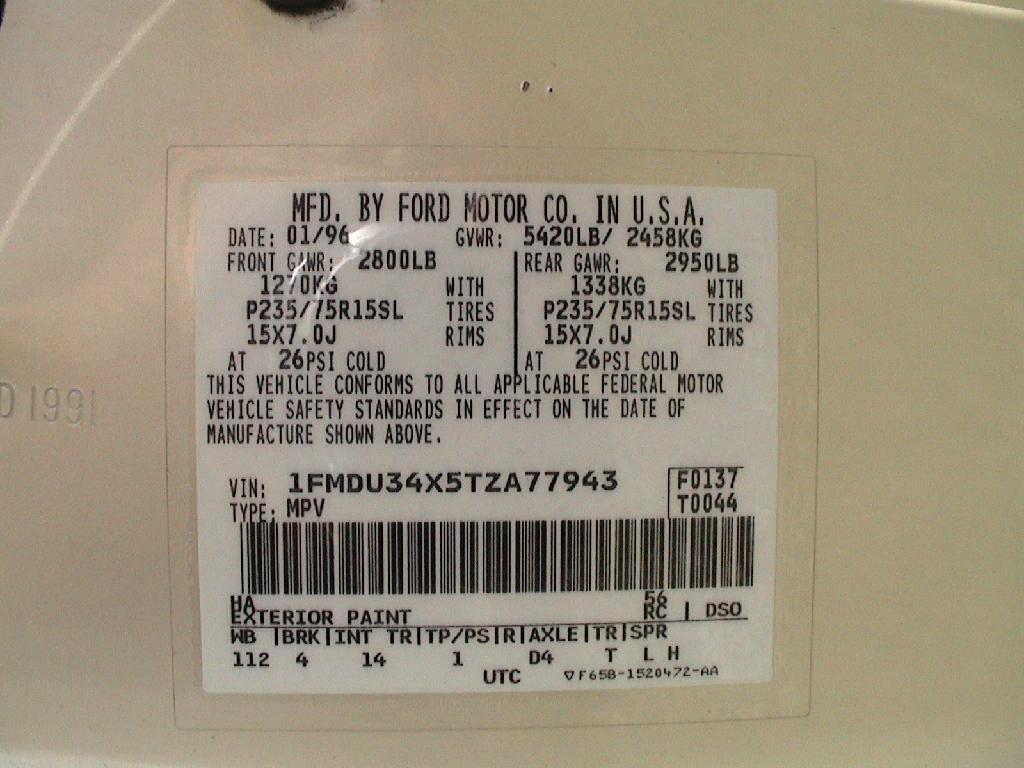 MFD. BY FORD MOTOR CO. IN U.S.A.
DATE: 01/96 GVWR: 5420LB/ 2458KG
FRONT GAWR: 2800LB REAR GAWR: 2950LB
1270KG WITH 1338KG WITH
P235/75R15SL TIRES P235/75R15SL TIRES
15X7.0J RIMS 15X7.0J RIMS
AT 26PSI COLD AT 26PSI COLD
THIS VEHICLE CONFORMS TO ALL APPLICABLE FEDERAL MOTOR
VEHICLE SAFETY STANDARDS IN EFFECT ON THE DATE OF
MANUFACTURE SHOWN ABOVE.
D 1991
VIN: 1FMDU34X5TZA77943 F0137
TYPE: MPV T0044
HA 56
EXTERIOR PAINT RC | DSO
WB |BRK|INT TR|TP/PS|R|AXLE|TR|SPR
112 4 14 1 D4 T L H
UTC ▽F65B-1520472-AA